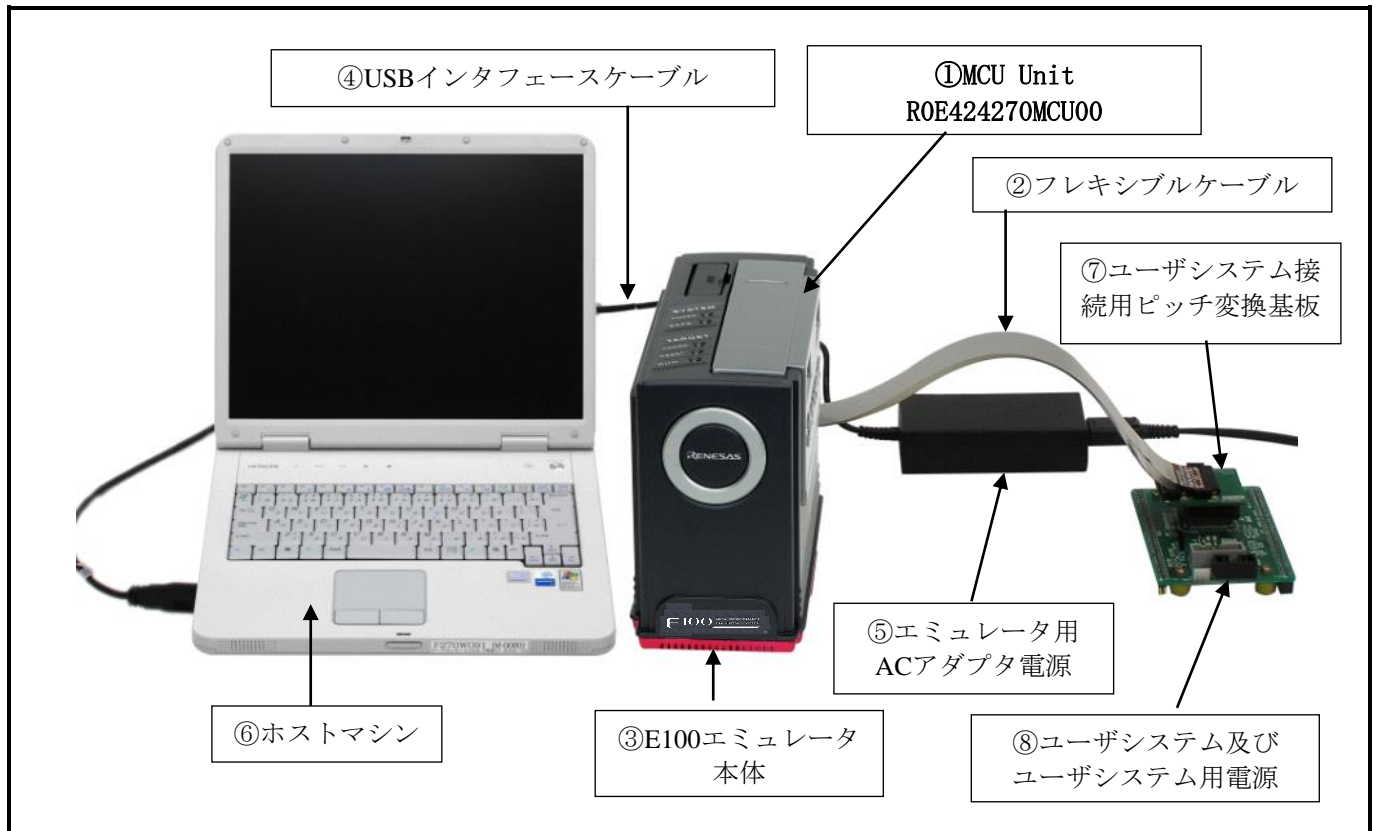 ④USBインタフェースケーブル
①MCU Unit
R0E424270MCU00
②フレキシブルケーブル
⑦ユーザシステム接
続用ピッチ変換基板
RENESAS
E100
⑤エミュレータ用
ACアダプタ電源
⑥ホストマシン
③E100エミュレータ
本体
⑧ユーザシステム及び
ユーザシステム用電源